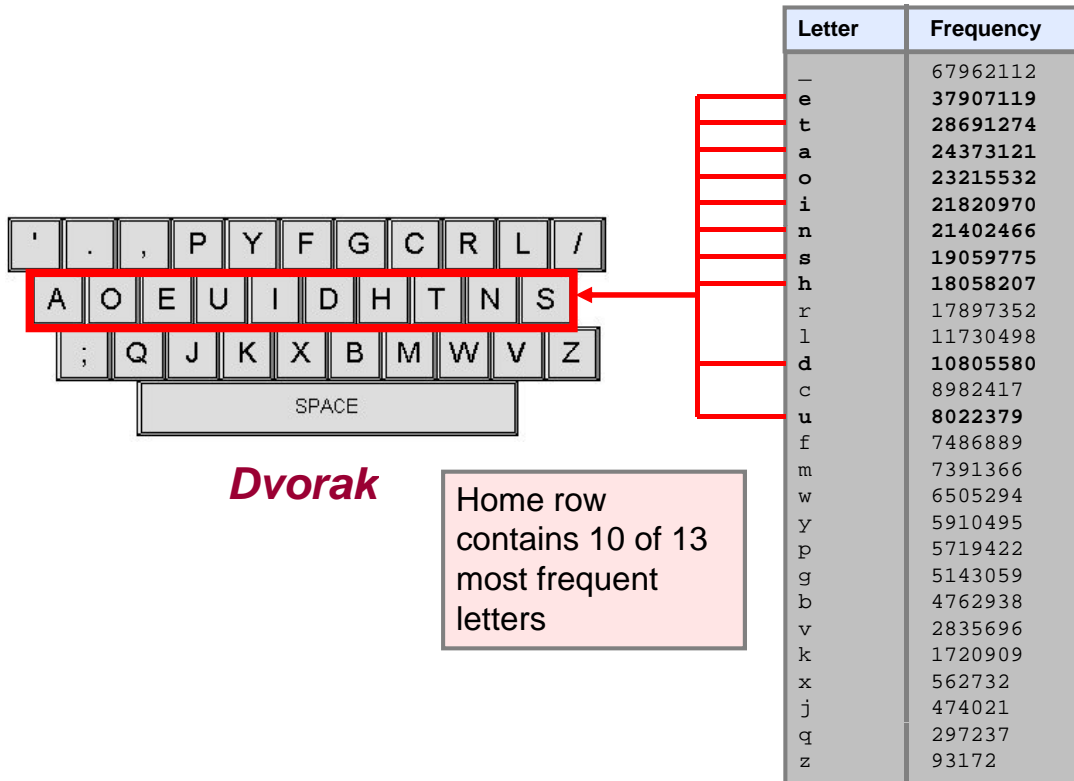 Letter Frequency
_ 67962112
e 37907119
t 28691274
a 24373121
o 23215532
i 21820970
n 21402466
s 19059775
h 18058207
r 17897352
l 11730498
d 10805580
c 8982417
u 8022379
f 7486889
m 7391366
w 6505294
y 5910495
p 5719422
g 5143059
b 4762938
v 2835696
k 1720909
x 562732
j 474021
q 297237
z 93172
' . , P Y F G C R L /
A O E U I D H T N S
; Q J K X B M W V Z
SPACE
Dvorak
Home row
contains 10 of 13
most frequent
letters